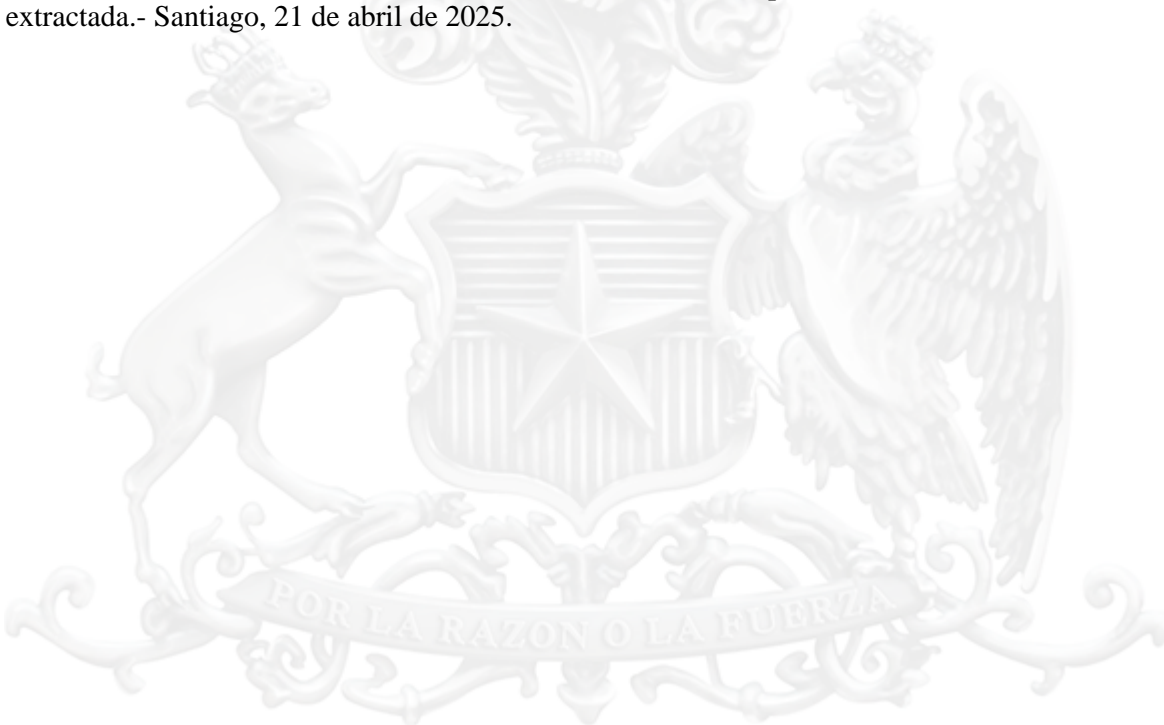 extractada.- Santiago, 21 de abril de 2025.
POR LA RAZON O LA FUERZA